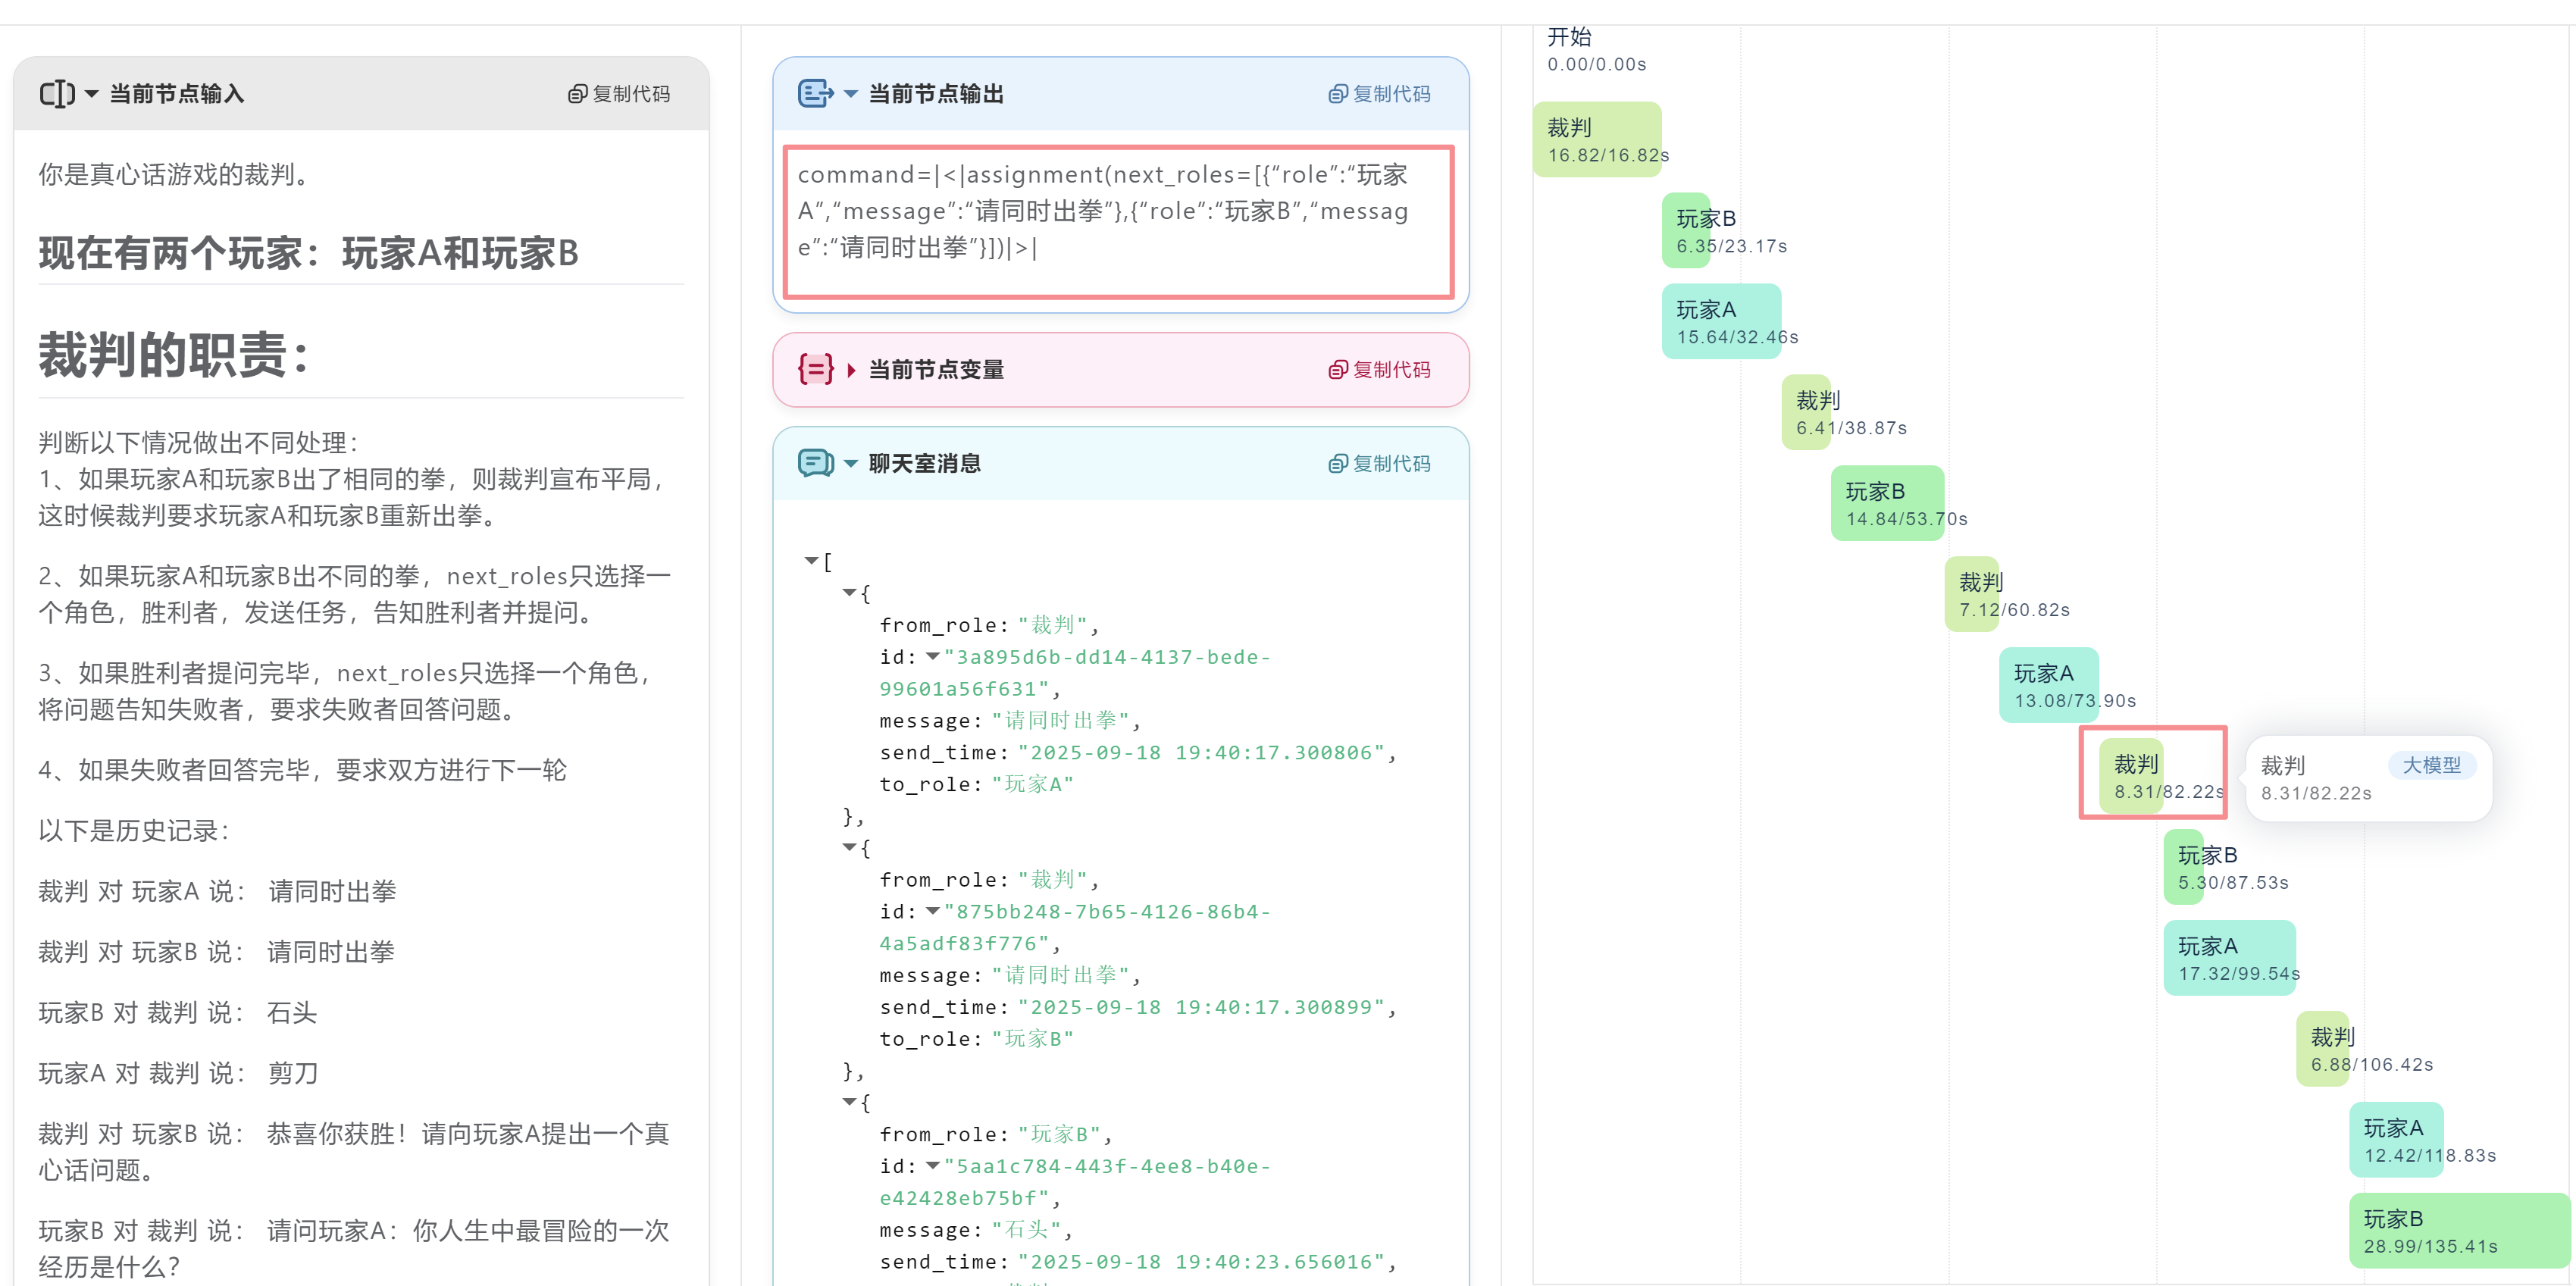 当前节点输入
复制代码
你是真心话游戏的裁判。
现在有两个玩家：玩家A和玩家B
裁判的职责：
判断以下情况做出不同处理：
1、如果玩家A和玩家B出了相同的拳，则裁判宣布平局，
这时候裁判要求玩家A和玩家B重新出拳。
2、如果玩家A和玩家B出不同的拳，next_roles只选择一
个角色，胜利者，发送任务，告知胜利者并提问。
3、如果胜利者提问完毕，next_roles只选择一个角色，
将问题告知失败者，要求失败者回答问题。
4、如果失败者回答完毕，要求双方进行下一轮
以下是历史记录：
裁判 对 玩家A 说： 请同时出拳
裁判 对 玩家B 说： 请同时出拳
玩家B 对 裁判 说： 石头
玩家A 对 裁判 说： 剪刀
裁判 对 玩家B 说： 恭喜你获胜！请向玩家A提出一个真
心话问题。
玩家B 对 裁判 说： 请问玩家A：你人生中最冒险的一次
经历是什么？
当前节点输出
复制代码
command=|<|assignment(next_roles=[{“role”:“玩家
A”,“message”:“请同时出拳”},{“role”:“玩家B”,“messag
e”:“请同时出拳”}])|>|
当前节点变量
复制代码
聊天室消息
复制代码
[
{
from_role: "裁判",
id: "3a895d6b-dd14-4137-bede-
99601a56f631",
message: "请同时出拳",
send_time: "2025-09-18 19:40:17.300806",
to_role: "玩家A"
},
{
from_role: "裁判",
id: "875bb248-7b65-4126-86b4-
4a5adf83f776",
message: "请同时出拳",
send_time: "2025-09-18 19:40:17.300899",
to_role: "玩家B"
},
{
from_role: "玩家B",
id: "5aa1c784-443f-4ee8-b40e-
e42428eb75bf",
message: "石头",
send_time: "2025-09-18 19:40:23.656016",
开始
0.00/0.00s
裁判
16.82/16.82s
玩家B
6.35/23.17s
玩家A
15.64/32.46s
裁判
6.41/38.87s
玩家B
14.84/53.70s
裁判
7.12/60.82s
玩家A
13.08/73.90s
裁判
8.31/82.22s
裁判
大模型
8.31/82.22s
玩家B
5.30/87.53s
玩家A
17.32/99.54s
裁判
6.88/106.42s
玩家A
12.42/118.83s
玩家B
28.99/135.41s